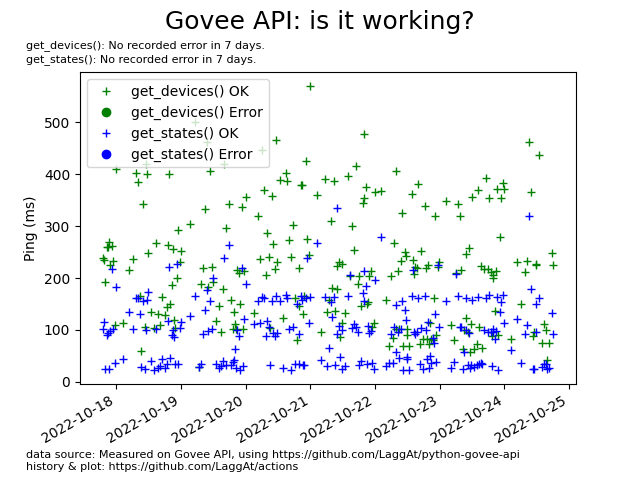 Govee API: is it working?
get_devices(): No recorded error in 7 days.
get_states(): No recorded error in 7 days.
get_devices() OK
get_devices() Error
get_states() OK
get_states() Error
Ping (ms)
500
400
300
200
100
0
2022-10-18
2022-10-19
2022-10-20
2022-10-21
2022-10-22
2022-10-23
2022-10-24
2022-10-25
data source: Measured on Govee API, using https://github.com/LaggAt/python-govee-api
history & plot: https://github.com/LaggAt/actions